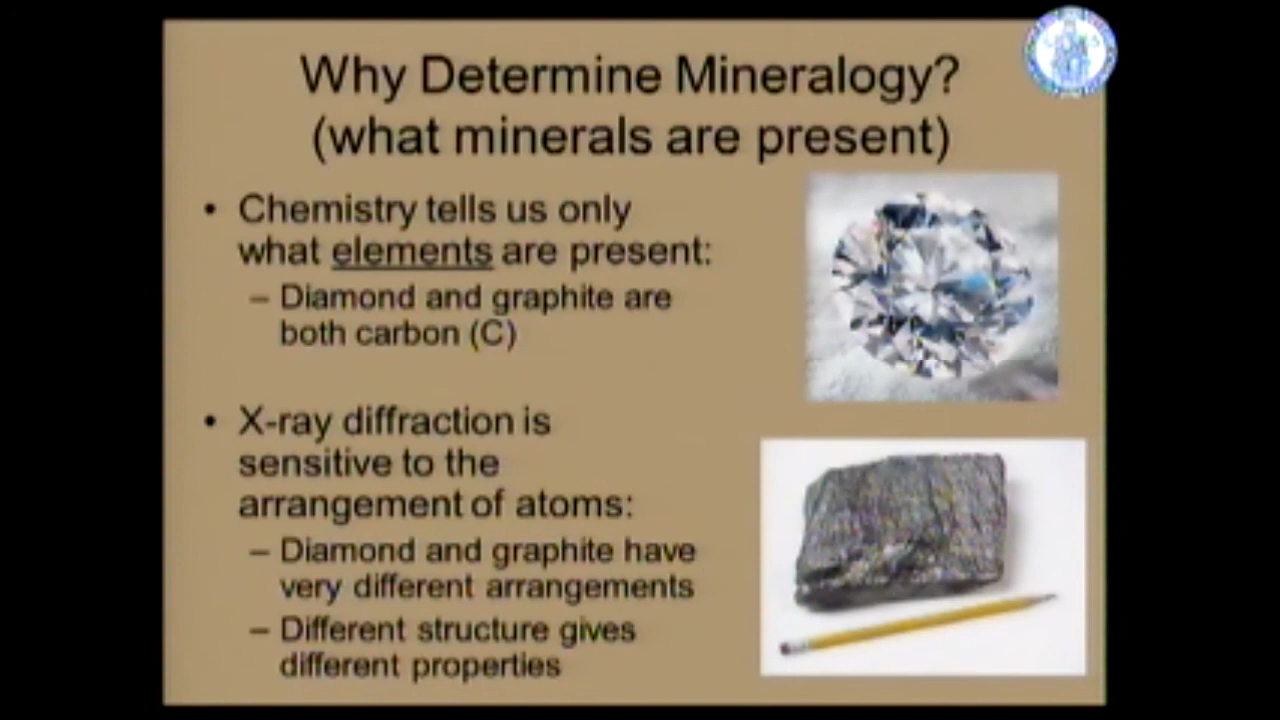 Why Determine Mineralogy?
(what minerals are present)
• Chemistry tells us only
what elements are present:
– Diamond and graphite are
both carbon (C)
• X-ray diffraction is
sensitive to the
arrangement of atoms:
– Diamond and graphite have
very different arrangements
– Different structure gives
different properties